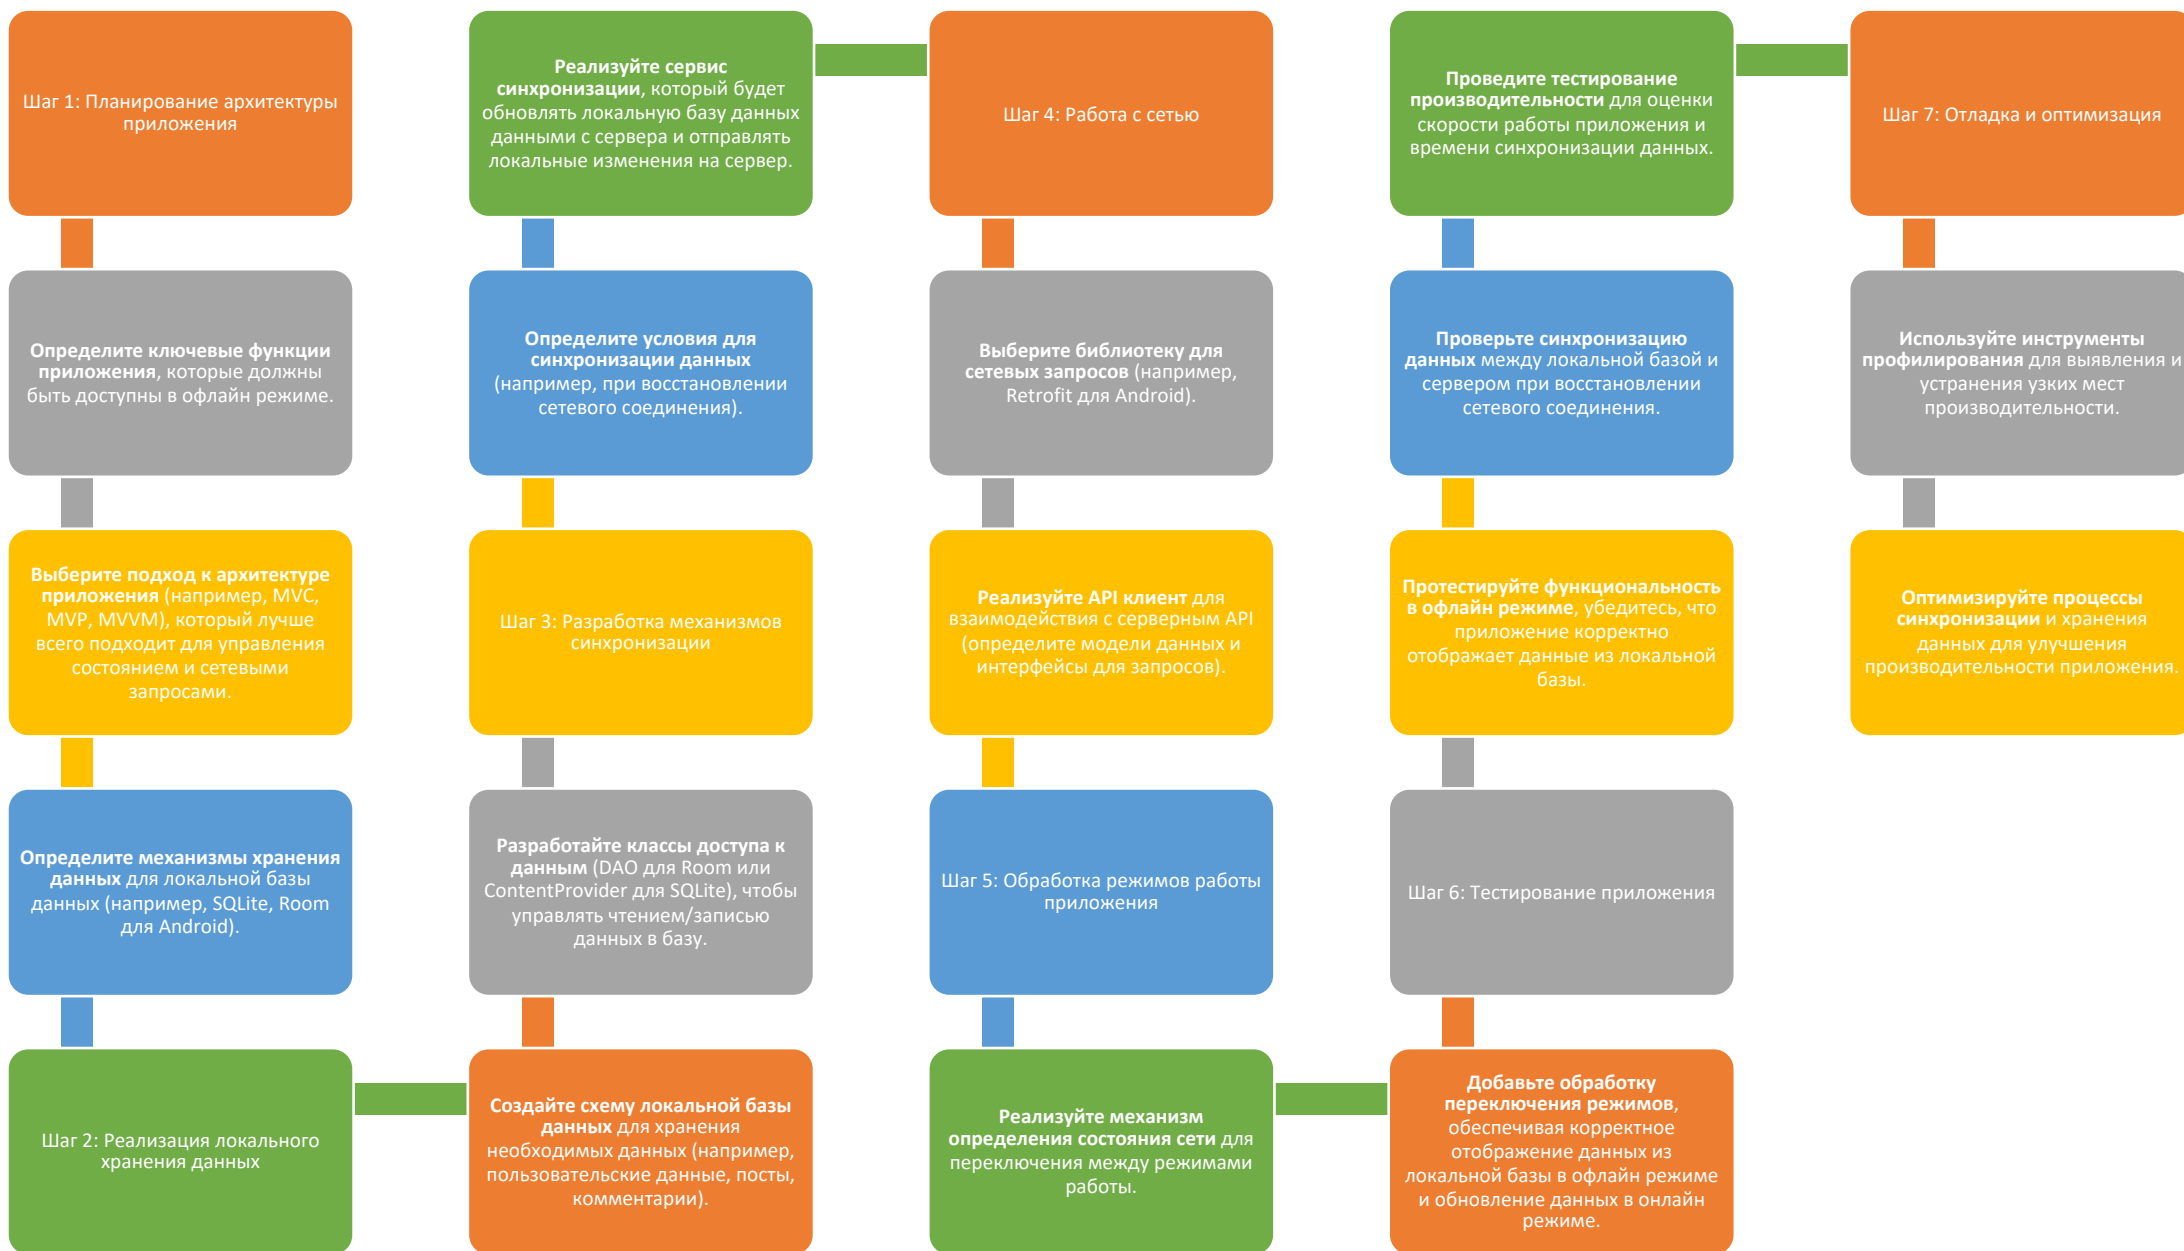 Шаг 1: Планирование архитектуры
приложения
Определите ключевые функции
приложения, которые должны
быть доступны в офлайн режиме.
Выберите подход к архитектуре
приложения (например, MVC,
MVP, MVVM), который лучше
всего подходит для управления
состоянием и сетевыми
запросами.
Определите механизмы хранения
данных для локальной базы
данных (например, SQLite, Room
для Android).
Шаг 2: Реализация локального
хранения данных
Создайте схему локальной базы
данных для хранения
необходимых данных (например,
пользовательские данные, посты,
комментарии).
Разработайте классы доступа к
данным (DAO для Room или
ContentProvider для SQLite), чтобы
управлять чтением/записью
данных в базу.
Шаг 3: Разработка механизмов
синхронизации
Определите условия для
синхронизации данных
(например, при восстановлении
сетевого соединения).
Реализуйте сервис
синхронизации, который будет
обновлять локальную базу данных
данными с сервера и отправлять
локальные изменения на сервер.
Шаг 4: Работа с сетью
Выберите библиотеку для
сетевых запросов (например,
Retrofit для Android).
Реализуйте API клиент для
взаимодействия с серверным API
(определите модели данных и
интерфейсы для запросов).
Шаг 5: Обработка режимов работы
приложения
Реализуйте механизм
определения состояния сети для
переключения между режимами
работы.
Добавьте обработку
переключения режимов,
обеспечивая корректное
отображение данных из
локальной базы в офлайн режиме
и обновление данных в онлайн
режиме.
Шаг 6: Тестирование приложения
Протестируйте функциональность
в офлайн режиме, убедитесь, что
приложение корректно
отображает данные из локальной
базы.
Проверьте синхронизацию
данных между локальной базой и
сервером при восстановлении
сетевого соединения.
Проведите тестирование
производительности для оценки
скорости работы приложения и
времени синхронизации данных.
Шаг 7: Отладка и оптимизация
Используйте инструменты
профилирования для выявления и
устранения узких мест
производительности.
Оптимизируйте процессы
синхронизации и хранения
данных для улучшения
производительности приложения.